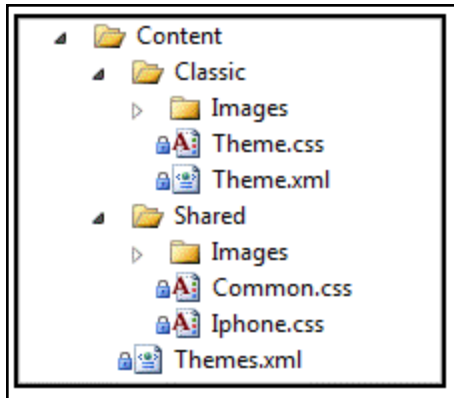 Content
Classic
Images
Theme.css
Theme.xml
Shared
Images
Common.css
Iphone.css
Themes.xml